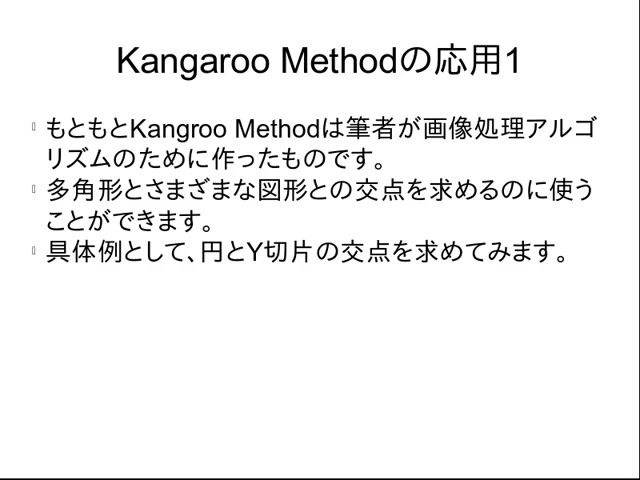 Kangaroo Methodの応用1
もともとKangroo Methodは筆者が画像処理アルゴ
リズムのために作ったものです。
多角形とさまざまな図形との交点を求めるのに使う
ことができます。
具体例として、円とY切片の交点を求めてみます。